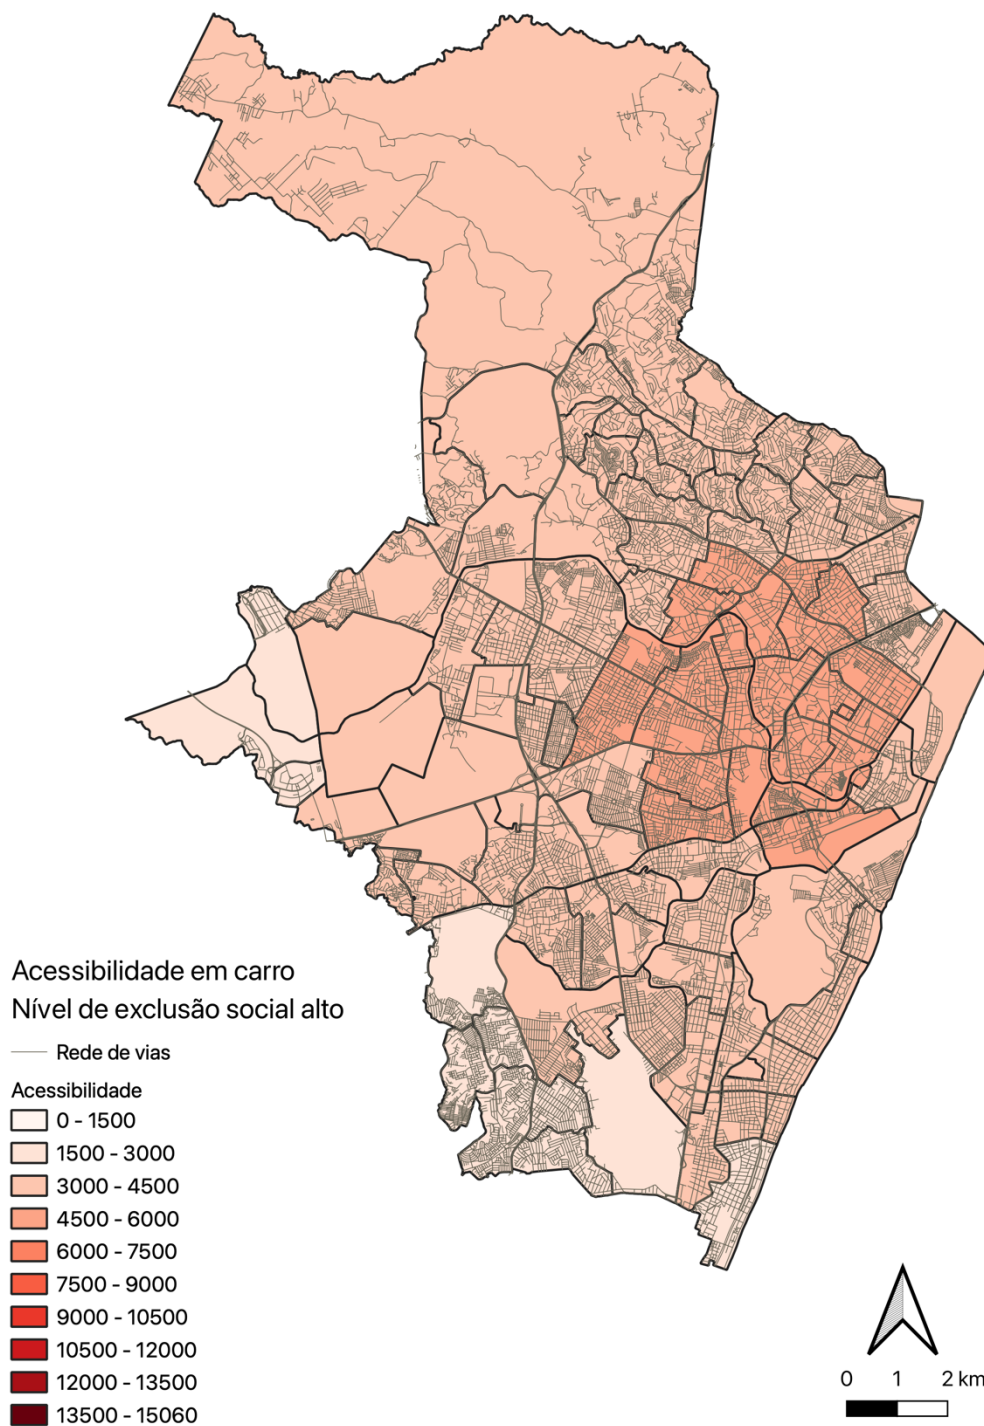 Acessibilidade em carro
Nível de exclusão social alto
Rede de vias
Acessibilidade
0 - 1500
1500 - 3000
3000 - 4500
4500 - 6000
6000 - 7500
7500 - 9000
9000 - 10500
10500 - 12000
12000 - 13500
13500 - 15060
0 1 2 km